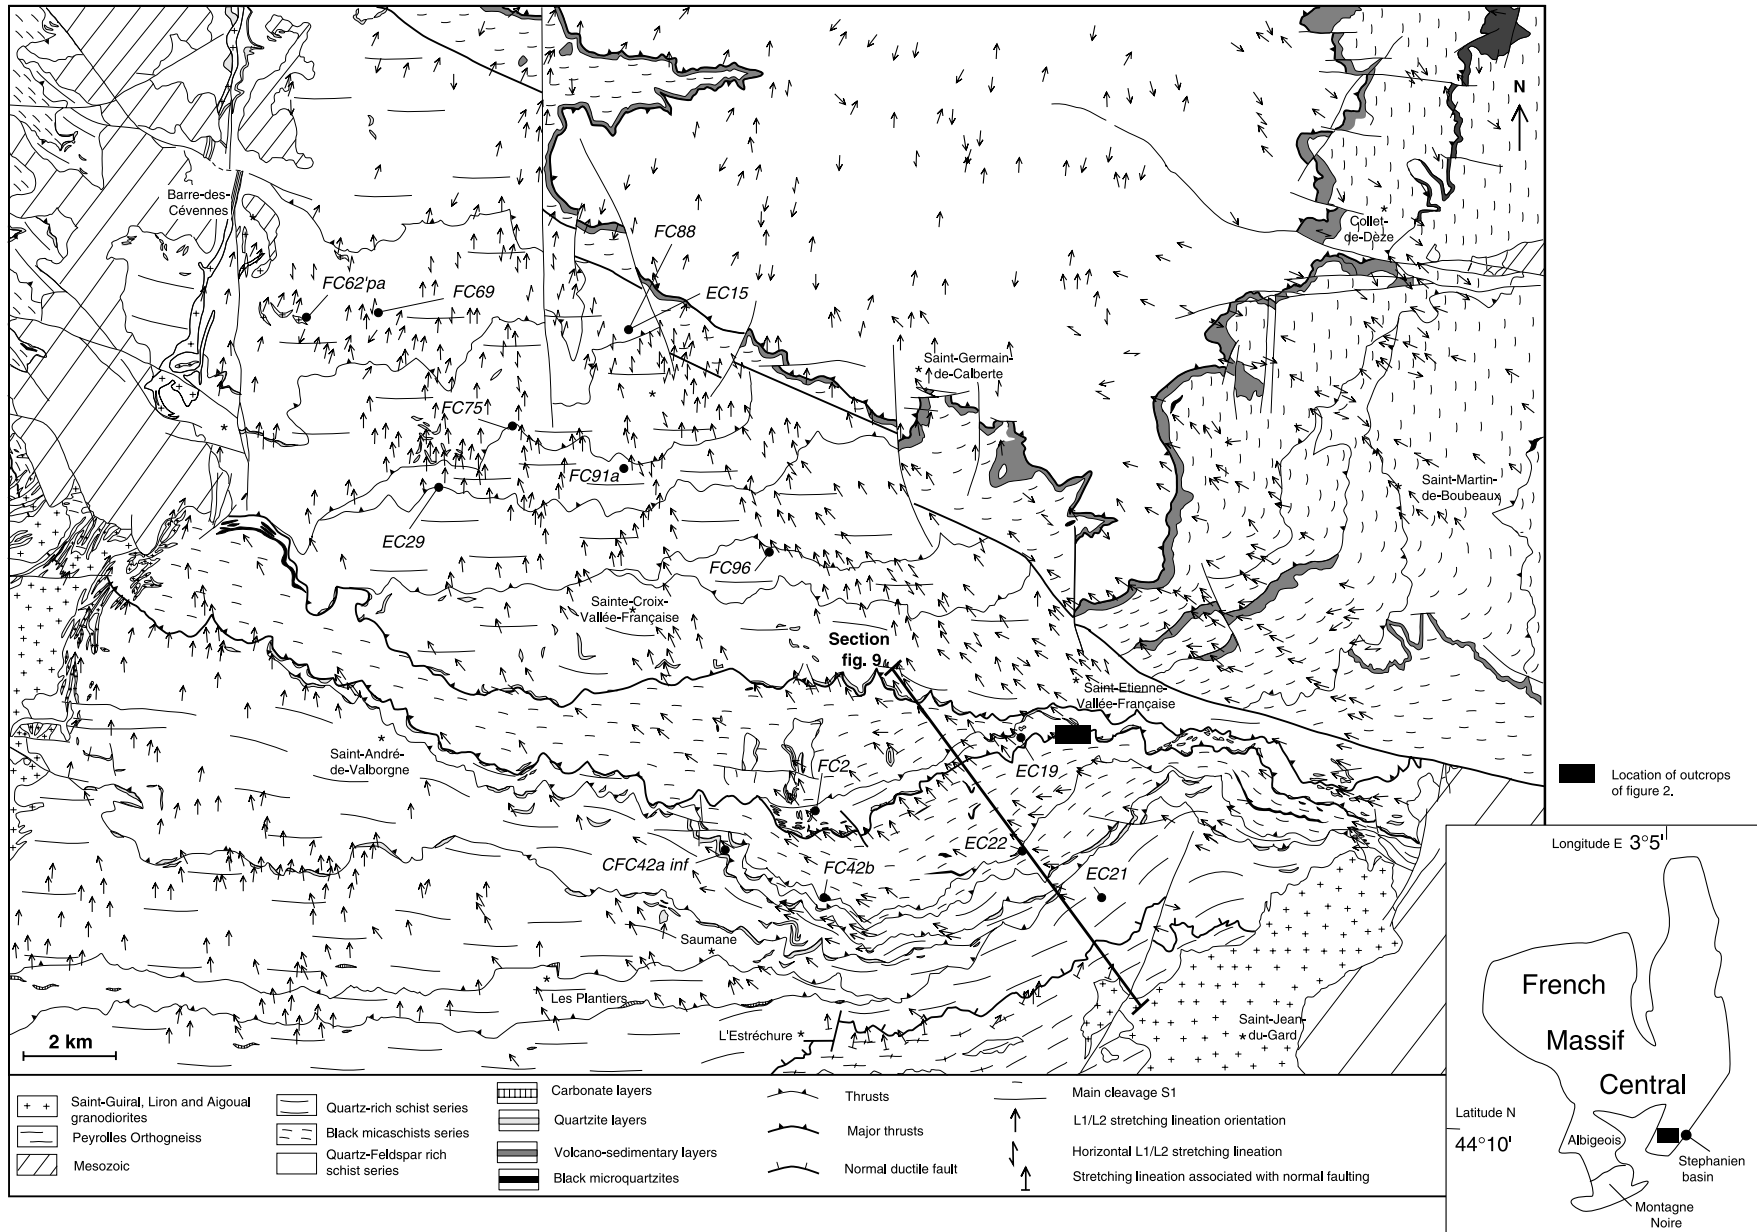 N
Barre-des-
Cévennes
Collet-
de-Dèze
FC88
FC62'pa
FC69
EC15
Saint-Germain-
de-Calberte
FC75
FC91a
Saint-Martin-
de-Boubeaux
EC29
FC96
Sainte-Croix-
Vallée-Française
Section
fig. 9
Saint-Etienne-
Vallée-Française
Saint-André-
de-Valborgne
FC2
EC19
Location of outcrops
of figure 2.
CFC42a inf
FC42b
EC22
EC21
Saumane
Les Plantiers
L'Estréchure
Saint-Jean-
du-Gard
2 km
Longitude E 3°5'
French
Massif
Central
Latitude N
44°10'
Albigeois
Stephanien
basin
Montagne
Noire
Saint-Guiral, Liron and Aigoual
granodiorites
Peyrolles Orthogneiss
Mesozoic
Quartz-rich schist series
Black micaschists series
Quartz-Feldspar rich
schist series
Carbonate layers
Quartzite layers
Volcano-sedimentary layers
Black microquartzites
Thrusts
Major thrusts
Normal ductile fault
Main cleavage S1
L1/L2 stretching lineation orientation
Horizontal L1/L2 stretching lineation
Stretching lineation associated with normal faulting